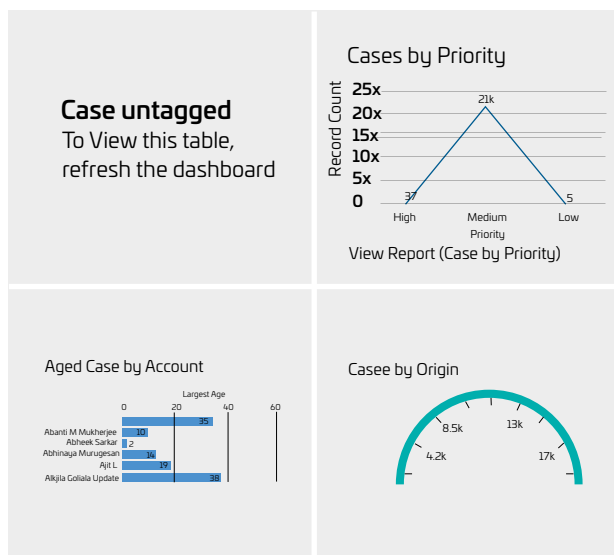 Case untagged
To View this table,
refresh the dashboard
Cases by Priority
Record Count
25x
20x
15x
10x
5x
0
21k
37
5
High Medium Low
Priority
View Report (Case by Priority)
Aged Case by Account
Largest Age
0 20 40 60
35
Abanti M Mukherjee 10
Abheek Sarkar 2
Abhinaya Murugesan 14
Ajit L 19
Alkjila Goliala Update 38
Casee by Origin
4.2k
8.5k
13k
17k